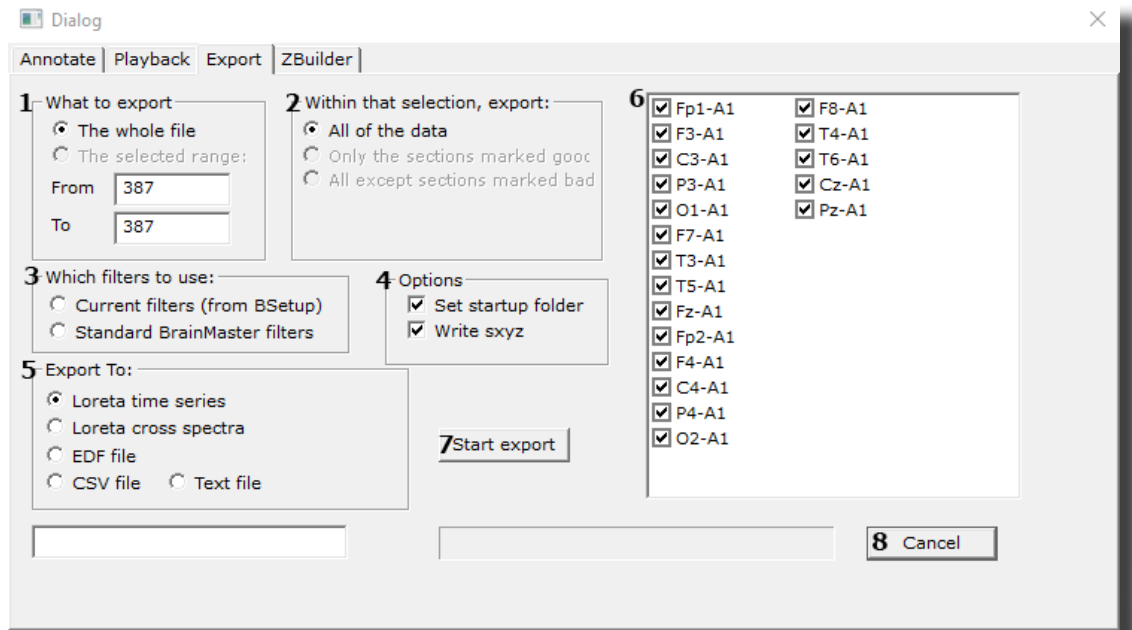 Dialog
Annotate Playback Export ZBuilder
1 What to export
The whole file
The selected range:
From 387
To 387
2 Within that selection, export:
All of the data
Only the sections marked gooc
All except sections marked bad
3 Which filters to use:
Current filters (from BSetup)
Standard BrainMaster filters
4 Options
Set startup folder
Write sxyz
5 Export To:
Loreta time series
Loreta cross spectra
EDF file
CSV file Text file
6
Fp1-A1
F3-A1
C3-A1
P3-A1
O1-A1
F7-A1
T3-A1
T5-A1
Fz-A1
Fp2-A1
F4-A1
C4-A1
P4-A1
O2-A1
F8-A1
T4-A1
T6-A1
Cz-A1
Pz-A1
7 Start export
8 Cancel